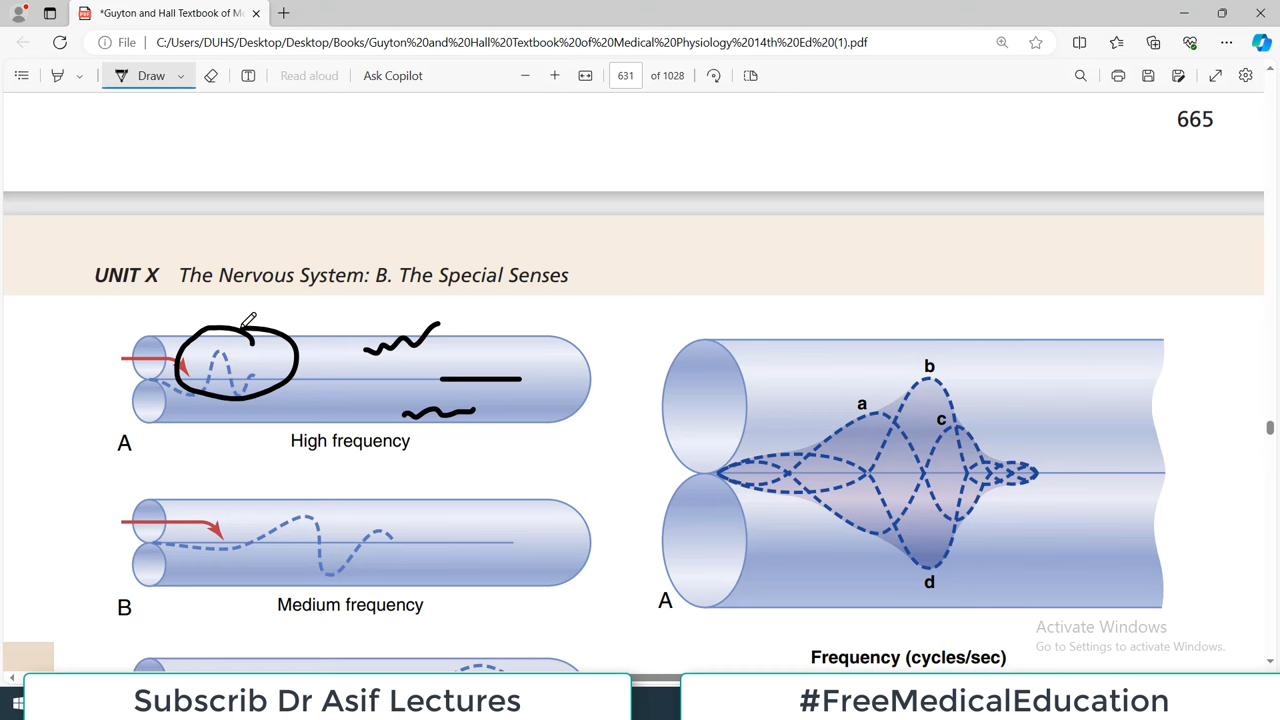 *Guyton and Hall Textbook of Me
File
C:/Users/DUHS/Desktop/Desktop/Books/Guyton%20and%20Hall%20Textbook%20of%20Medical%20Physiology%2014th%20Ed%20(1).pdf
Draw
Read aloud
Ask Copilot
631
of 1028
665
UNIT X The Nervous System: B. The Special Senses
A
High frequency
B
Medium frequency
a
b
c
d
A
Frequency (cycles/sec)
Activate Windows
Go to Settings to activate Windows.
Subscrib Dr Asif Lectures
#FreeMedicalEducation